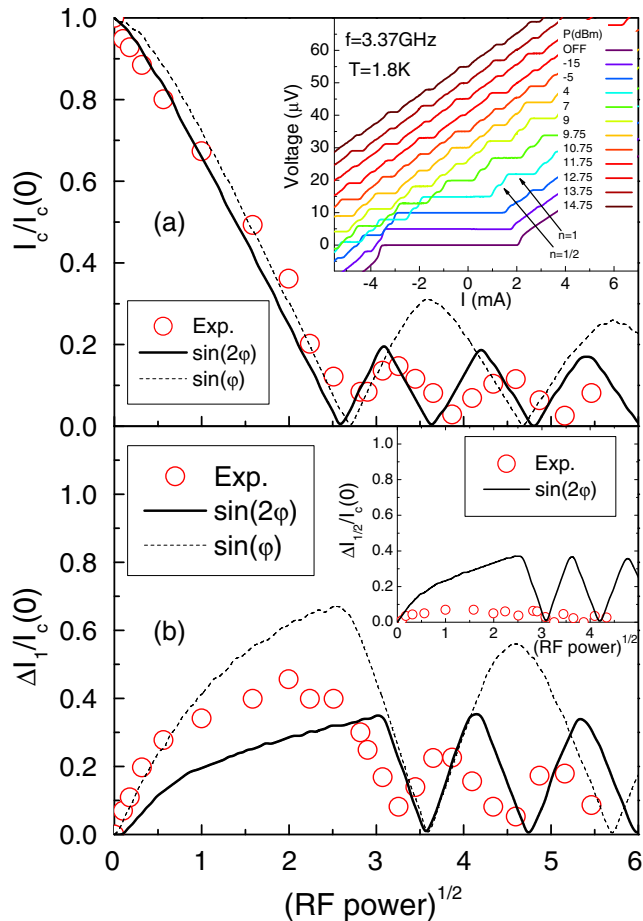 1.0
0.8
0.6
0.4
0.2
0.0
I_c/I_c(0)
(a)
Exp.
sin(2φ)
sin(φ)
f=3.37GHz
T=1.8K
P(dBm)
OFF
-15
-5
4
7
9
9.75
10.75
11.75
12.75
13.75
14.75
60
50
40
30
20
10
0
Voltage (μV)
n=1
n=1/2
-4 -2 0 2 4 6
I (mA)
1.0
0.8
0.6
0.4
0.2
0.0
ΔI_1/I_c(0)
(b)
Exp.
sin(2φ)
sin(φ)
1.0
0.8
0.6
0.4
0.2
0.0
ΔI_{1/2}/I_c(0)
Exp.
sin(2φ)
0 1 2 3 4
(RF power)^{1/2}
0 1 2 3 4 5 6
(RF power)^{1/2}